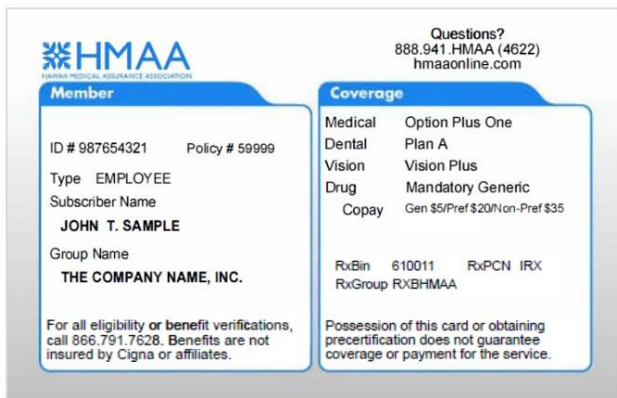 HMAA
HAWAII MEDICAL ASSURANCE ASSOCIATION
Questions?
888.941.HMAA (4622)
hmaaonline.com
Member
ID # 987654321 Policy # 59999
Type EMPLOYEE
Subscriber Name
JOHN T. SAMPLE
Group Name
THE COMPANY NAME, INC.
For all eligibility or benefit verifications,
call 866.791.7628. Benefits are not
insured by Cigna or affiliates.
Coverage
Medical Option Plus One
Dental Plan A
Vision Vision Plus
Drug Mandatory Generic
Copay Gen $5/Pref $20/Non-Pref $35
RxBin 610011 RxPCN IRX
RxGroup RXBHMAA
Possession of this card or obtaining
precertification does not guarantee
coverage or payment for the service.